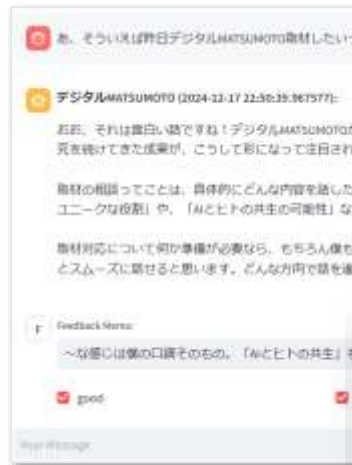 あ、そういえば昨日デジタルMATSUMOTO取材したい
デジタルMATSUMOTO (2024-12-17 22:50:35.967577):
おお、それは面白い話ですね！デジタルMATSUMOTOが
究を続けてきた成果が、こうして形になって注目され
取材の相談ってことは、具体的にどんな内容を話した
ユニークな役割」や、「AIとヒトの共生の可能性」な
取材対応について何か準備が必要なら、もちろん僕も
とスムーズに話せると思います。どんな方向で話を進
F Feedback Memo:
～な感じは僕の口調そのもの。「AIとヒトの共生」を
good
Your Message